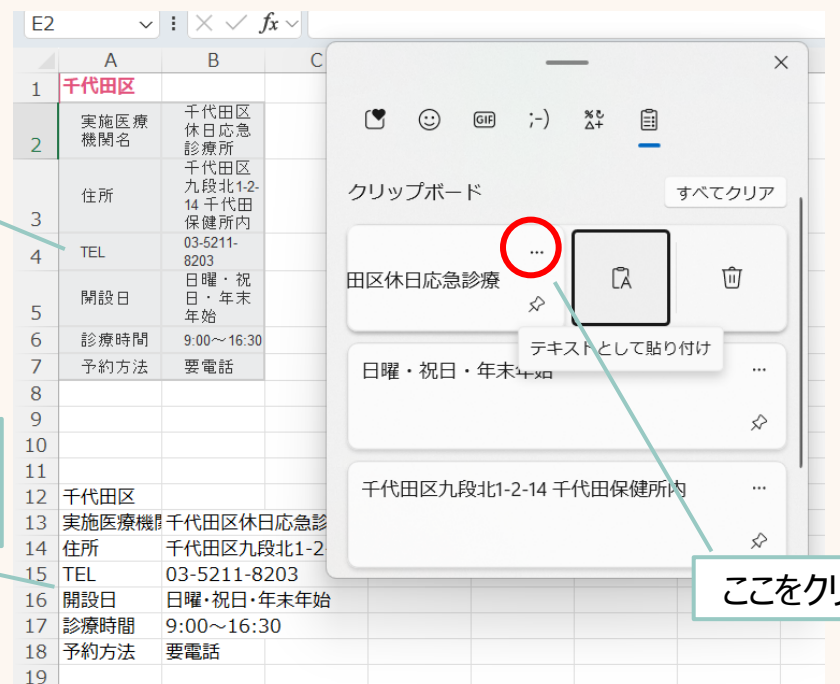 E2 fx
A B C
1 千代田区
2 実施医療
機関名
千代田区
休日応急
診療所
3 住所
千代田区
九段北1-2-
14 千代田
保健所内
4 TEL
03-5211-
8203
5 開設日
日曜・祝
日・年末
年始
6 診療時間 9:00～16:30
7 予約方法 要電話
8
9
10
11
12 千代田区
13 実施医療機関 千代田区休日応急診
14 住所 千代田区九段北1-2
15 TEL 03-5211-8203
16 開設日 日曜・祝日・年末年始
17 診療時間 9:00～16:30
18 予約方法 要電話
19
GIF ;-)
クリップボード
すべてクリア
田区休日応急診療
テキストとして貼り付け
日曜・祝日・年末年始
千代田区九段北1-2-14 千代田保健所内
ここをクリ